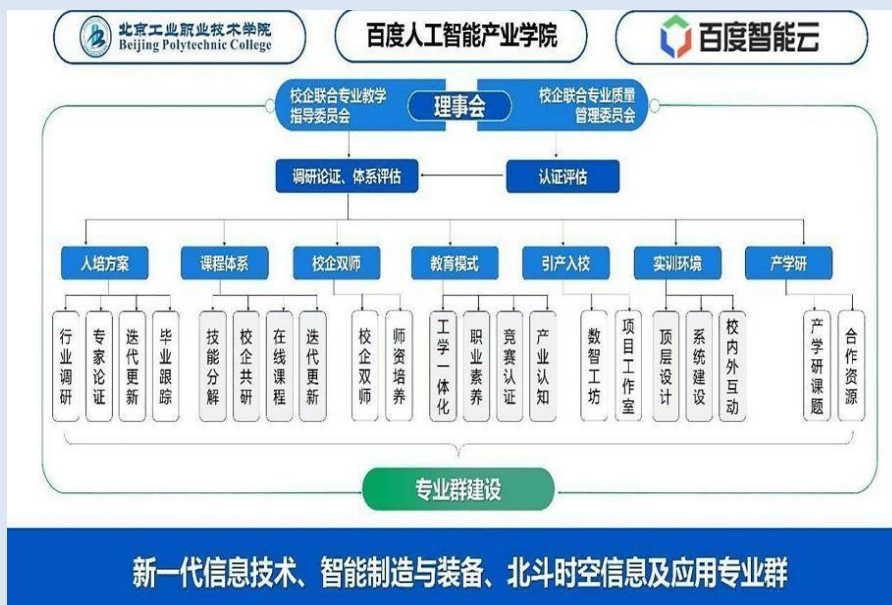 北京工业职业技术学院
Beijing Polytechnic College
百度人工智能产业学院
百度智能云
校企联合专业教学
指导委员会
理事会
校企联合专业质量
管理委员会
调研论证、体系评估
认证评估
人培方案
课程体系
校企双师
教育模式
引产入校
实训环境
产学研
行业调研
专家论证
迭代更新
毕业跟踪
技能分解
校企共研
在线课程
迭代更新
校企双师
师资培养
工学一体化
职业素养
竞赛认证
产业认知
数智工坊
项目工作室
顶层设计
系统建设
校内外互动
产学研课题
合作资源
专业群建设
新一代信息技术、智能制造与装备、北斗时空信息及应用专业群